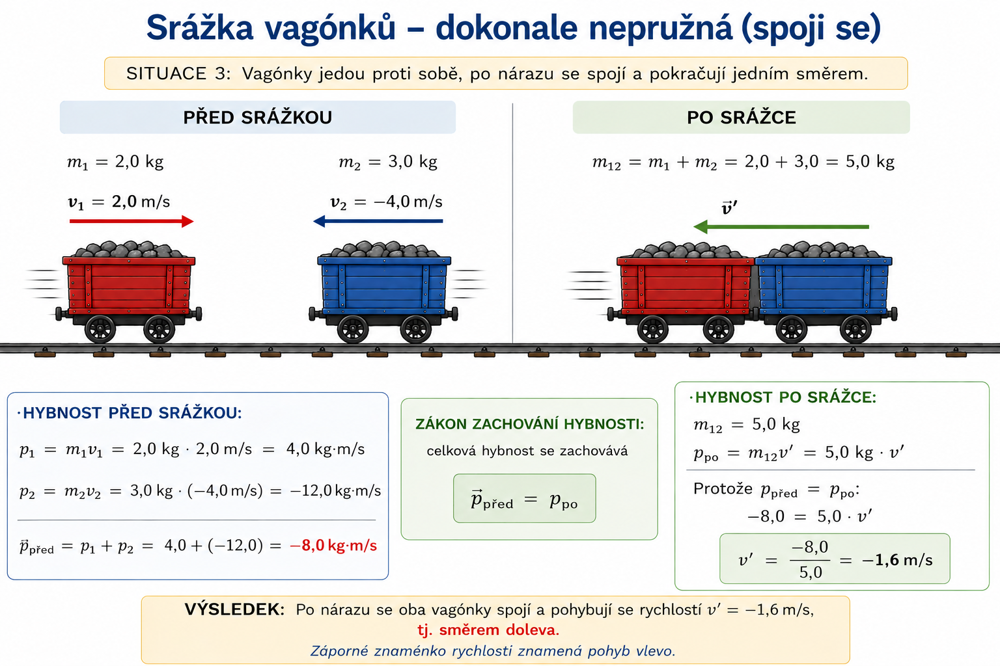 Srážka vagónků – dokonale nepružná (spoji se)
SITUACE 3: Vagónky jedou proti sobě, po nárazu se spojí a pokračují jedním směrem.
PŘED SRÁŽKOU
m₁ = 2,0 kg
m₂ = 3,0 kg
v₁ = 2,0 m/s
v₂ = −4,0 m/s
PO SRÁŽCE
m₁₂ = m₁ + m₂ = 2,0 + 3,0 = 5,0 kg
v⃗′
·HYBNOST PŘED SRÁŽKOU:
p₁ = m₁v₁ = 2,0 kg · 2,0 m/s = 4,0 kg·m/s
p₂ = m₂v₂ = 3,0 kg · (−4,0 m/s) = −12,0 kg·m/s
p⃗před = p₁ + p₂ = 4,0 + (−12,0) = −8,0 kg·m/s
ZÁKON ZACHOVÁNÍ HYBNOSTI:
celková hybnost se zachovává
p⃗před = ppo
·HYBNOST PO SRÁŽCE:
m₁₂ = 5,0 kg
ppo = m₁₂v′ = 5,0 kg · v′
Protože ppřed = ppo:
−8,0 = 5,0 · v′
v′ = −8,0 / 5,0 = −1,6 m/s
VÝSLEDEK: Po nárazu se oba vagónky spojí a pohybují se rychlostí v′ = −1,6 m/s,
tj. směrem doleva.
Záporné znaménko rychlosti znamená pohyb vlevo.